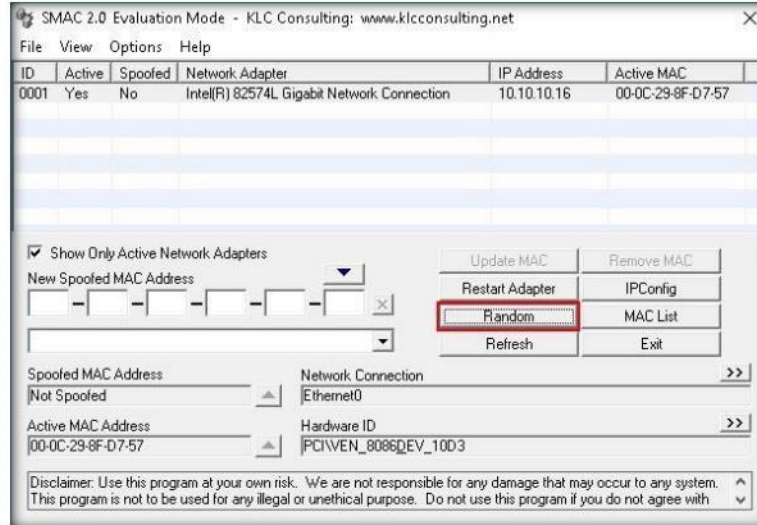 SMAC 2.0 Evaluation Mode - KLC Consulting: www.klcconsulting.net
File View Options Help
ID Active Spoofed Network Adapter IP Address Active MAC
0001 Yes No Intel(R) 82574L Gigabit Network Connection 10.10.10.16 00-0C-29-8F-D7-57
Show Only Active Network Adapters
New Spoofed MAC Address
Update MAC Remove MAC
Restart Adapter IPConfig
Random MAC List
Refresh Exit
Spoofed MAC Address
Not Spoofed
Network Connection >>
Ethernet0
Active MAC Address
00-0C-29-8F-D7-57
Hardware ID >>
PCI\VEN_8086DEV_10D3
Disclaimer: Use this program at your own risk. We are not responsible for any damage that may occur to any system.
This program is not to be used for any illegal or unethical purpose. Do not use this program if you do not agree with